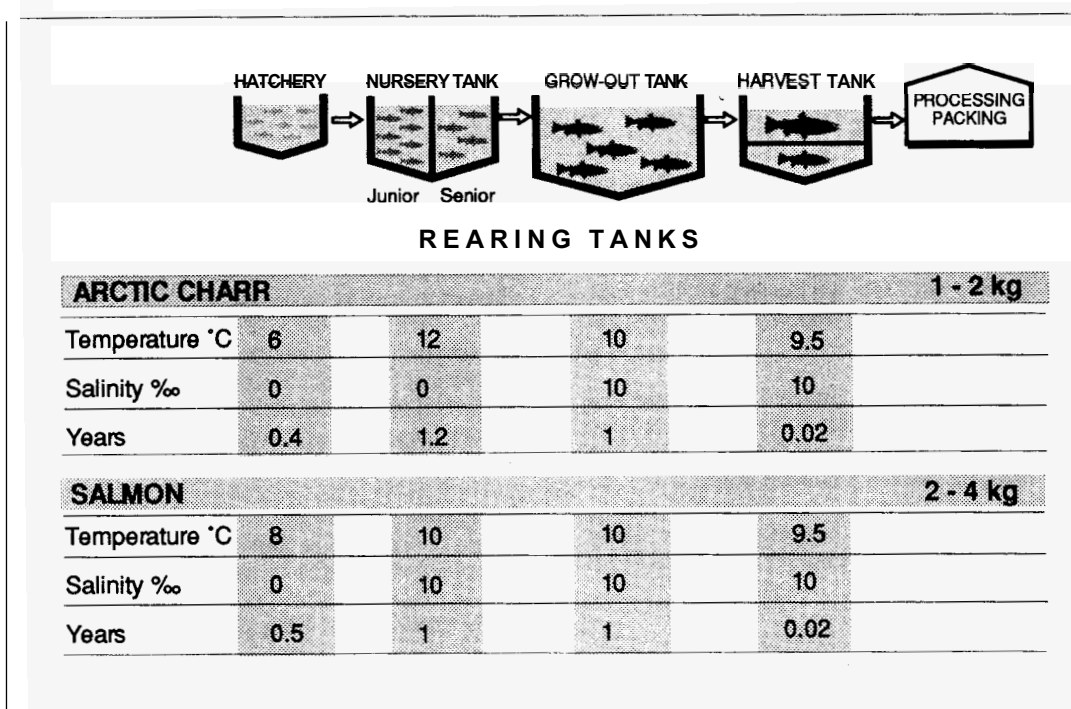 HATCHERY NURSERY TANK GROW-OUT TANK HARVEST TANK
PROCESSING
PACKING
Junior Senior
REARING TANKS
ARCTIC CHARR 1 - 2 kg
Temperature °C 6 12 10 9.5
Salinity ‰ 0 0 10 10
Years 0.4 1.2 1 0.02
SALMON 2 - 4 kg
Temperature °C 8 10 10 9.5
Salinity ‰ 0 10 10 10
Years 0.5 1 1 0.02